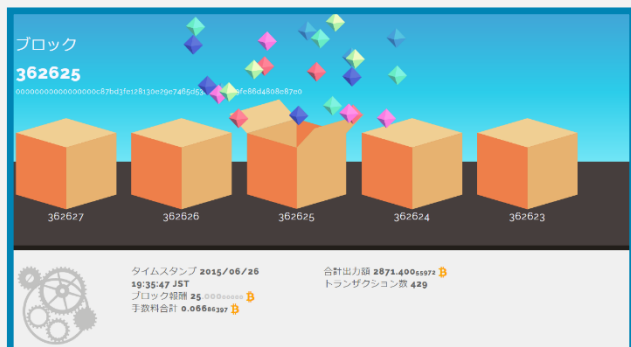 ブロック
362625
362627
362626
362625
362624
362623
タイムスタンプ 2015/06/26
19:35:47 JST
ブロック報酬 25.00000000
手数料合計 0.06686397
合計出力額 2871.40055972
トランザクション数 429